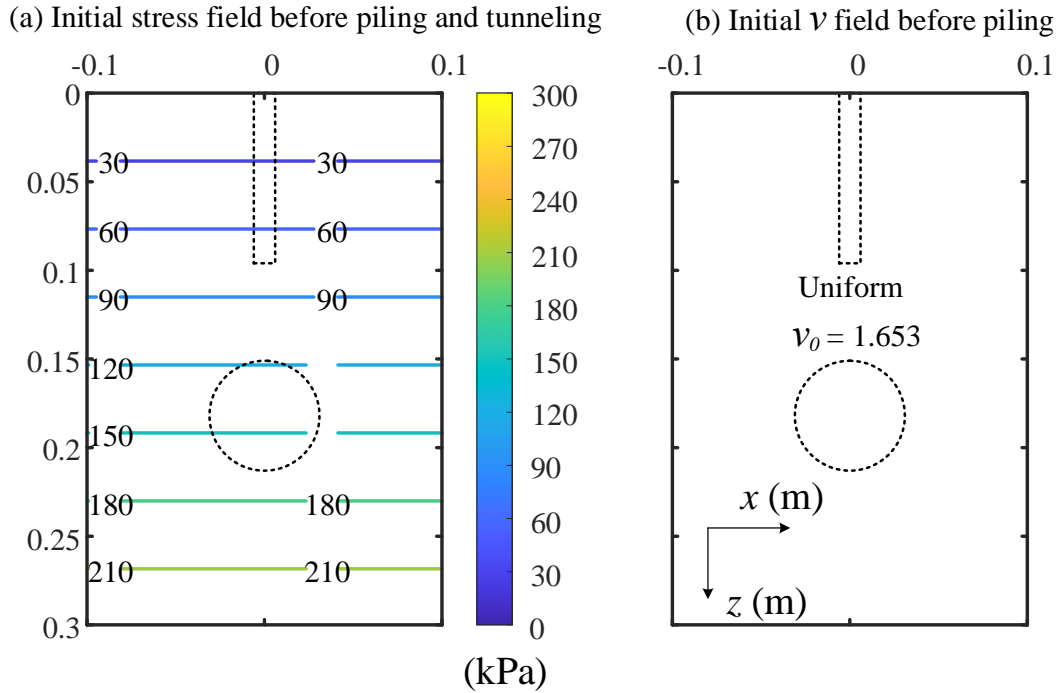 (a) Initial stress field before piling and tunneling
(b) Initial v field before piling
-0.1 0 0.1
-0.1 0 0.1
0
0.05
0.1
0.15
0.2
0.25
0.3
30 30
60 60
90 90
120
150
180 180
210 210
300
270
240
210
180
150
120
90
60
30
0
(kPa)
Uniform
v0 = 1.653
x (m)
z (m)